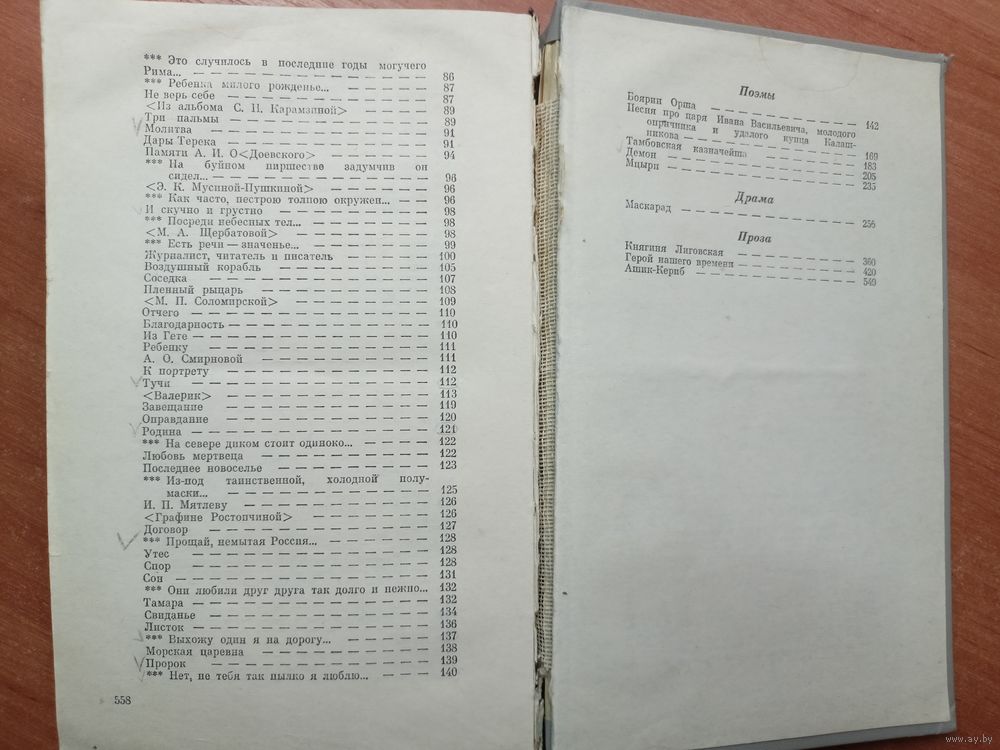 *** Это случилось в последние годы могучего
Рима... — — — — — — — — — — — 86
*** Ребенка милого рожденье... — — — — 87
Не верь себе — — — — — — — — — 87
<Из альбома С. Н. Карамзиной> — — — — 89
Три пальмы — — — — — — — — — 89
Молитва — — — — — — — — — — 91
Дары Терека — — — — — — — — — 91
Памяти А. И. О<доевского> — — — — — 94
*** На буйном пиршестве задумчив он
сидел... — — — — — — — — — — — 96
<Э. К. Мусиной-Пушкиной> — — — — — 96
*** Как часто, пестрою толпою окружен... — — 96
И скучно и грустно — — — — — — — 98
*** Посреди небесных тел... — — — — — 98
<М. А. Щербатовой> — — — — — — — 98
*** Есть речи — значенье... — — — — — 99
Журналист, читатель и писатель — — — — 100
Воздушный корабль — — — — — — — 105
Соседка — — — — — — — — — — 107
Пленный рыцарь — — — — — — — — 108
<М. П. Соломирской> — — — — — — 109
Отчего — — — — — — — — — — — 110
Благодарность — — — — — — — — — 110
Из Гете — — — — — — — — — — 110
Ребенку — — — — — — — — — — 111
А. О. Смирновой — — — — — — — — 111
К портрету — — — — — — — — — 112
Тучи — — — — — — — — — — — 112
<Валерик> — — — — — — — — — 113
Завещание — — — — — — — — — 119
Оправдание — — — — — — — — — 120
Родина — — — — — — — — — — 121
*** На севере диком стоит одиноко... — — — 122
Любовь мертвеца — — — — — — — — 122
Последнее новоселье — — — — — — — 123
*** Из-под таинственной, холодной полу-
маски... — — — — — — — — — — 125
И. П. Мятлеву — — — — — — — — 126
<Графине Ростопчиной> — — — — — — 126
Договор — — — — — — — — — — 127
*** Прощай, немытая Россия... — — — — — 128
Утес — — — — — — — — — — — 128
Спор — — — — — — — — — — — 128
Сон — — — — — — — — — — — — 131
*** Они любили друг друга так долго и нежно... 132
Тамара — — — — — — — — — — — 132
Свиданье — — — — — — — — — — 134
Листок — — — — — — — — — — — 136
*** Выхожу один я на дорогу... — — — — 137
Морская царевна — — — — — — — — 138
Пророк — — — — — — — — — — 139
*** Нет, не тебя так пылко я люблю... — — — 140
558
Поэмы
Боярин Орша — — — — — — — — — 142
Песня про царя Ивана Васильевича, молодого
опричника и удалого купца Калаш-
никова — — — — — — — — — — 169
Тамбовская казначейша — — — — — — 183
Демон — — — — — — — — — — — 205
Мцыри — — — — — — — — — — — 235
Драма
Маскарад — — — — — — — — — — 256
Проза
Княгиня Лиговская — — — — — — — 360
Герой нашего времени — — — — — — 420
Ашик-Кериб — — — — — — — — — 549
www.ay.by